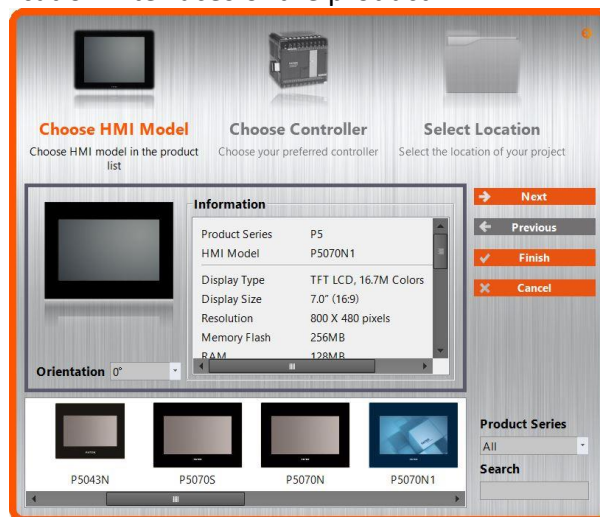 Choose HMI Model
Choose HMI model in the product
list
Choose Controller
Choose your preferred controller
Select Location
Select the location of your project
Information
Product Series P5
HMI Model P5070N1
Display Type TFT LCD, 16.7M Colors
Display Size 7.0" (16:9)
Resolution 800 X 480 pixels
Memory Flash 256MB
RAM 128MB
Orientation 0°
Next
Previous
Finish
Cancel
P5043N
P5070S
P5070N
P5070N1
Product Series
All
Search